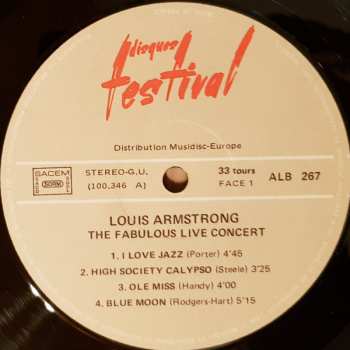 disques
festival
Distribution Musidisc-Europe
SACEM
SDRM
STEREO-G.U.
(100.346 A)
33 tours
FACE 1
ALB 267
LOUIS ARMSTRONG
THE FABULOUS LIVE CONCERT
1. I LOVE JAZZ (Porter) 4'45
2. HIGH SOCIETY CALYPSO (Steele) 3'25
3. OLE MISS (Handy) 4'00
4. BLUE MOON (Rodgers-Hart) 5'15